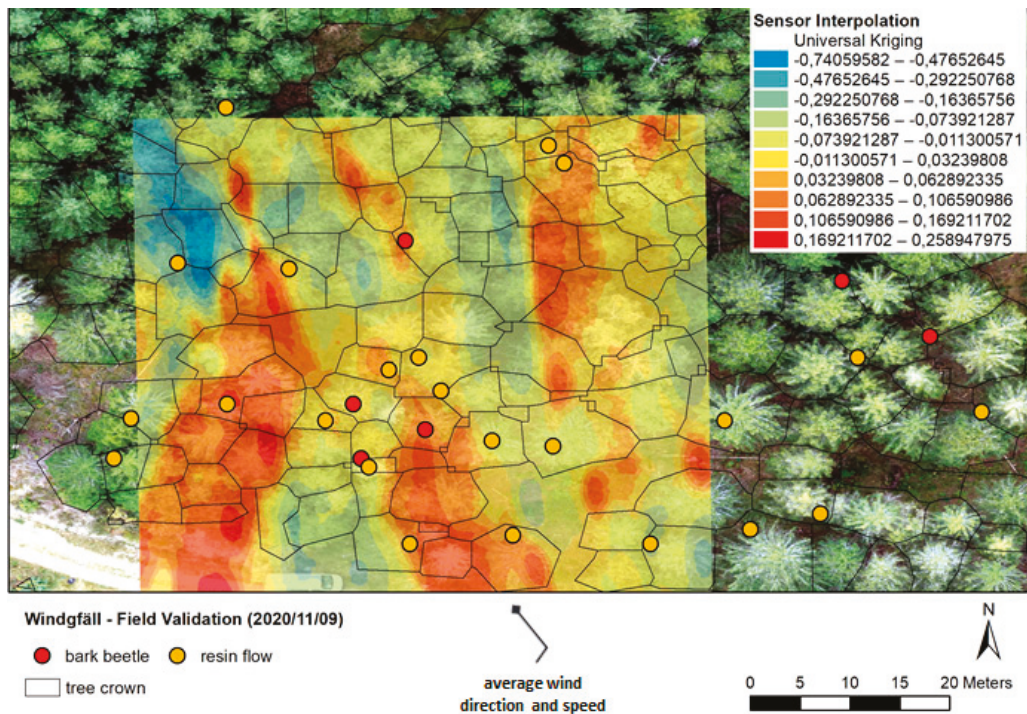 Sensor Interpolation
Universal Kriging
-0,74059582 – -0,47652645
-0,47652645 – -0,292250768
-0,292250768 – -0,16365756
-0,16365756 – -0,073921287
-0,073921287 – -0,011300571
-0,011300571 – 0,03239808
0,03239808 – 0,062892335
0,062892335 – 0,106590986
0,106590986 – 0,169211702
0,169211702 – 0,258947975
Windgfäll - Field Validation (2020/11/09)
bark beetle resin flow
tree crown
average wind
direction and speed
N
0 5 10 15 20 Meters